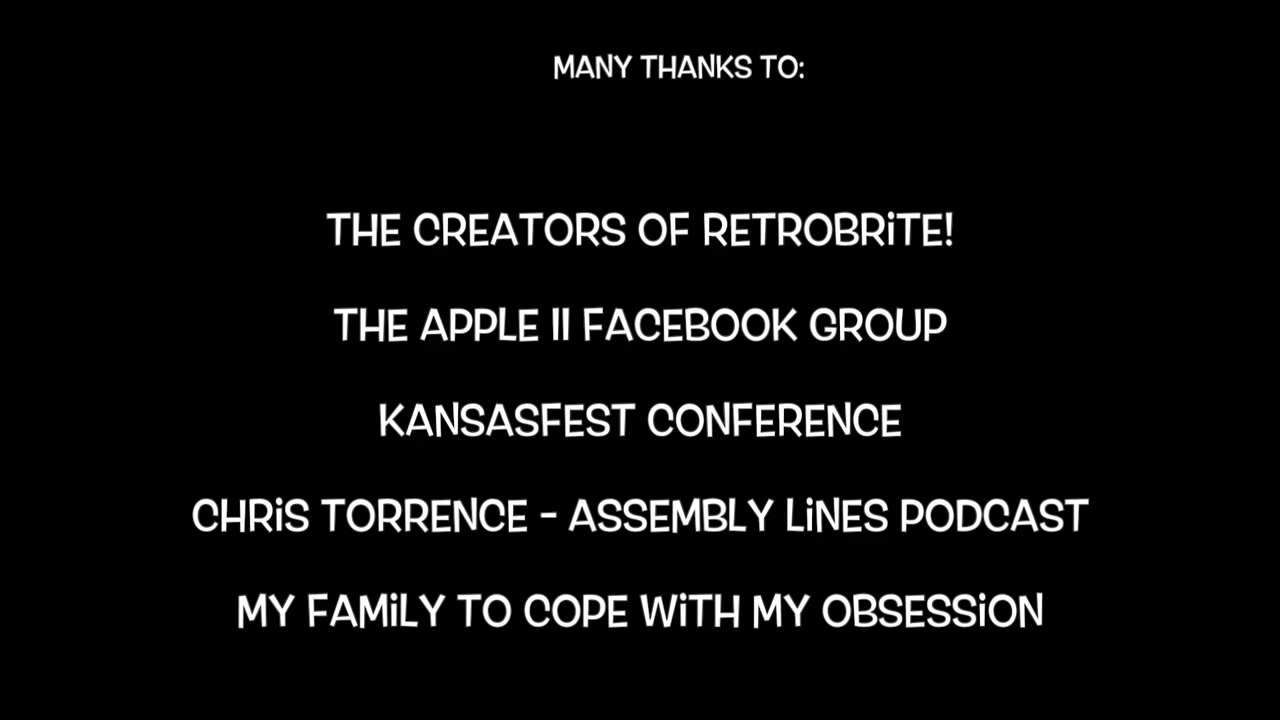 MANY THANKS TO:
THE CREATORS OF RETROBRiTE!
THE APPLE II FACEBOOK GROUP
KANSASFEST CONFERENCE
CHRiS TORRENCE - ASSEMBLY LiNES PODCAST
MY FAMiLY TO COPE WiTH MY OBSESSiON